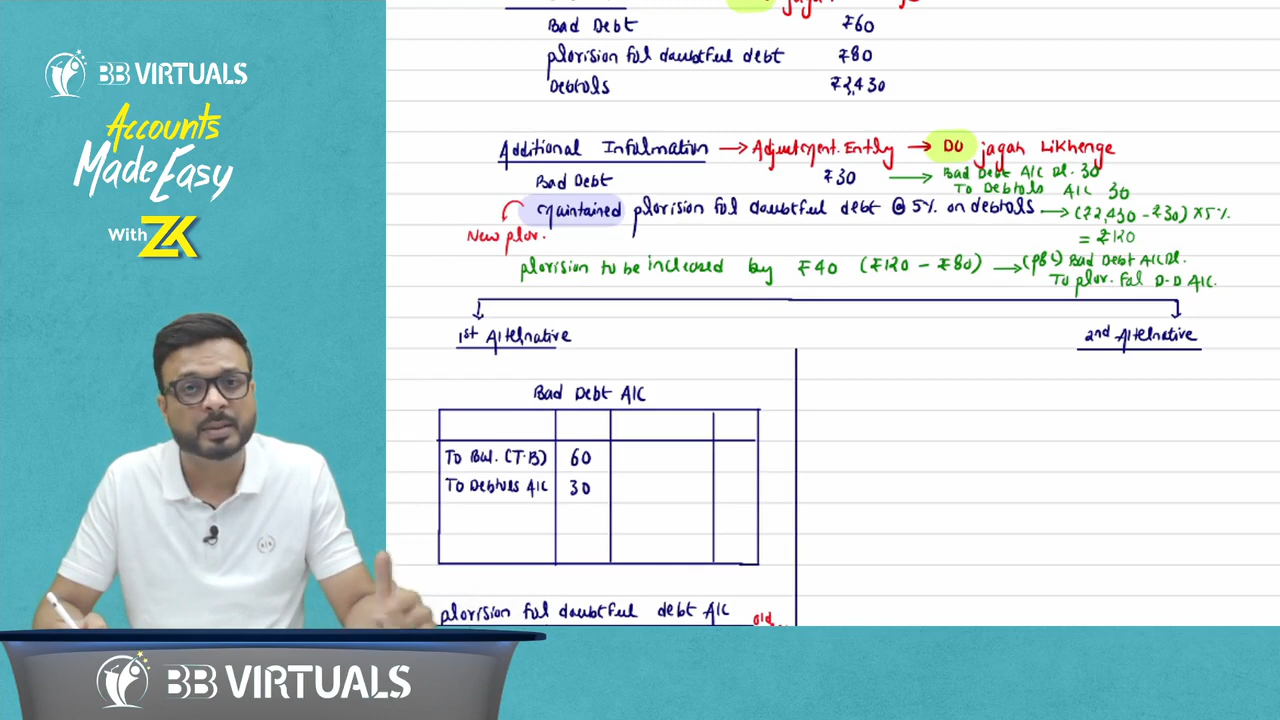 BB VIRTUALS
Accounts
Made Easy
With ZK
Bad Debt ₹60
provision for doubtful debt ₹80
Debtors ₹2,430
Additional Information → Adjustment Entry → DO jagah Likhenge
Bad Debt ₹30 → Bad Debt A/C Dr. 30
To Debtors A/C 30
maintained provision for doubtful debt @ 5% on debtors → (₹2,430 - ₹30) x 5%
= ₹120
New prov.
provision to be increased by ₹40 (₹120 - ₹80) → (P&L) Bad Debt A/C Dr.
To prov. For D.D A/C.
1st Alternative
2nd Alternative
Bad Debt A/C
To Bal. (T.B) 60
To Debtors A/C 30
provision for doubtful debt A/C
old
BB VIRTUALS